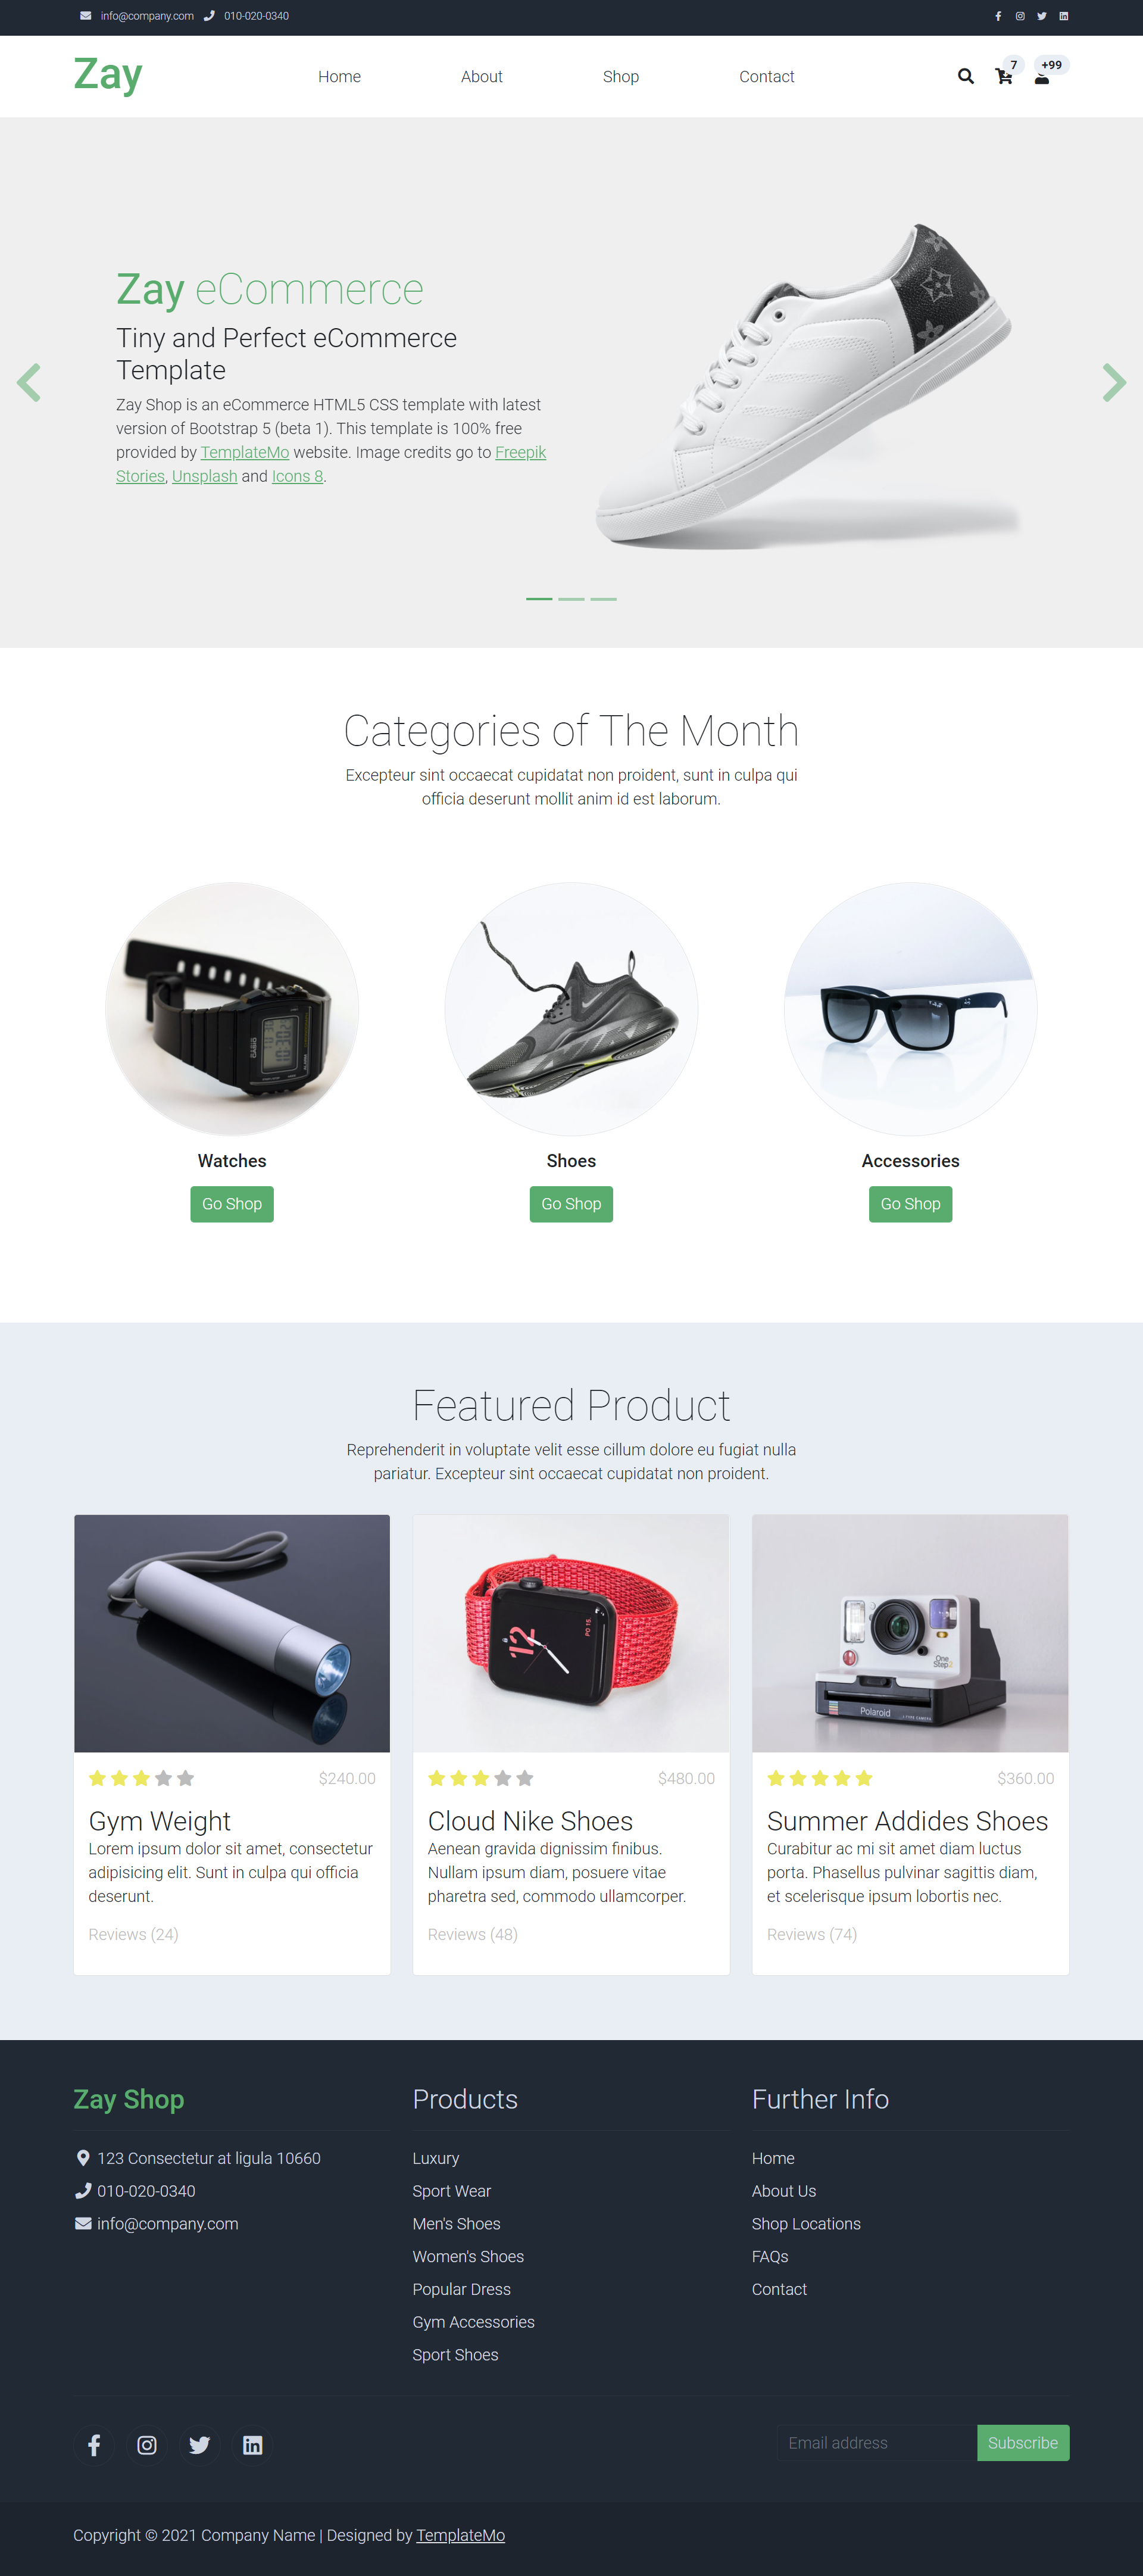 info@company.com 010-020-0340
Zay Home About Shop Contact 7 +99
Zay eCommerce
Tiny and Perfect eCommerce
Template
Zay Shop is an eCommerce HTML5 CSS template with latest
version of Bootstrap 5 (beta 1). This template is 100% free
provided by TemplateMo website. Image credits go to Freepik
Stories, Unsplash and Icons 8.
Categories of The Month
Excepteur sint occaecat cupidatat non proident, sunt in culpa qui
officia deserunt mollit anim id est laborum.
CASIO
10:30
Ray-Ban
Watches Shoes Accessories
Go Shop Go Shop Go Shop
Featured Product
Reprehenderit in voluptate velit esse cillum dolore eu fugiat nulla
pariatur. Excepteur sint occaecat cupidatat non proident.
12
PO 15
One
Step2
Polaroid
$240.00
Gym Weight
Lorem ipsum dolor sit amet, consectetur
adipisicing elit. Sunt in culpa qui officia
deserunt.
Reviews (24)
$480.00
Cloud Nike Shoes
Aenean gravida dignissim finibus.
Nullam ipsum diam, posuere vitae
pharetra sed, commodo ullamcorper.
Reviews (48)
$360.00
Summer Addides Shoes
Curabitur ac mi sit amet diam luctus
porta. Phasellus pulvinar sagittis diam,
et scelerisque ipsum lobortis nec.
Reviews (74)
Zay Shop
123 Consectetur at ligula 10660
010-020-0340
info@company.com
Products
Luxury
Sport Wear
Men's Shoes
Women's Shoes
Popular Dress
Gym Accessories
Sport Shoes
Further Info
Home
About Us
Shop Locations
FAQs
Contact
Email address Subscribe
Copyright © 2021 Company Name | Designed by TemplateMo